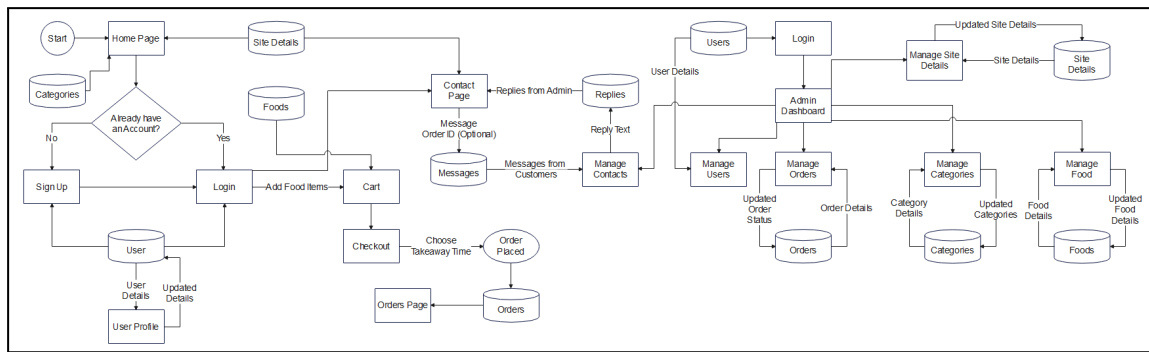 Start
Home Page
Site Details
Categories
Already have
an Account?
No
Yes
Sign Up
Login
Add Food Items
Foods
Cart
Checkout
Choose
Takeaway Time
Order
Placed
Orders
Orders Page
User
User
Details
Updated
Details
User Profile
Contact
Page
Replies from Admin
Replies
Message
Order ID (Optional)
Reply Text
Messages
Messages from
Customers
Manage
Contacts
Users
Login
User Details
Admin
Dashboard
Manage Site
Details
Updated Site Details
Site Details
Site
Details
Manage
Users
Manage
Orders
Updated
Order
Status
Order Details
Orders
Manage
Categories
Category
Details
Updated
Categories
Categories
Manage
Food
Food
Details
Updated
Food
Details
Foods